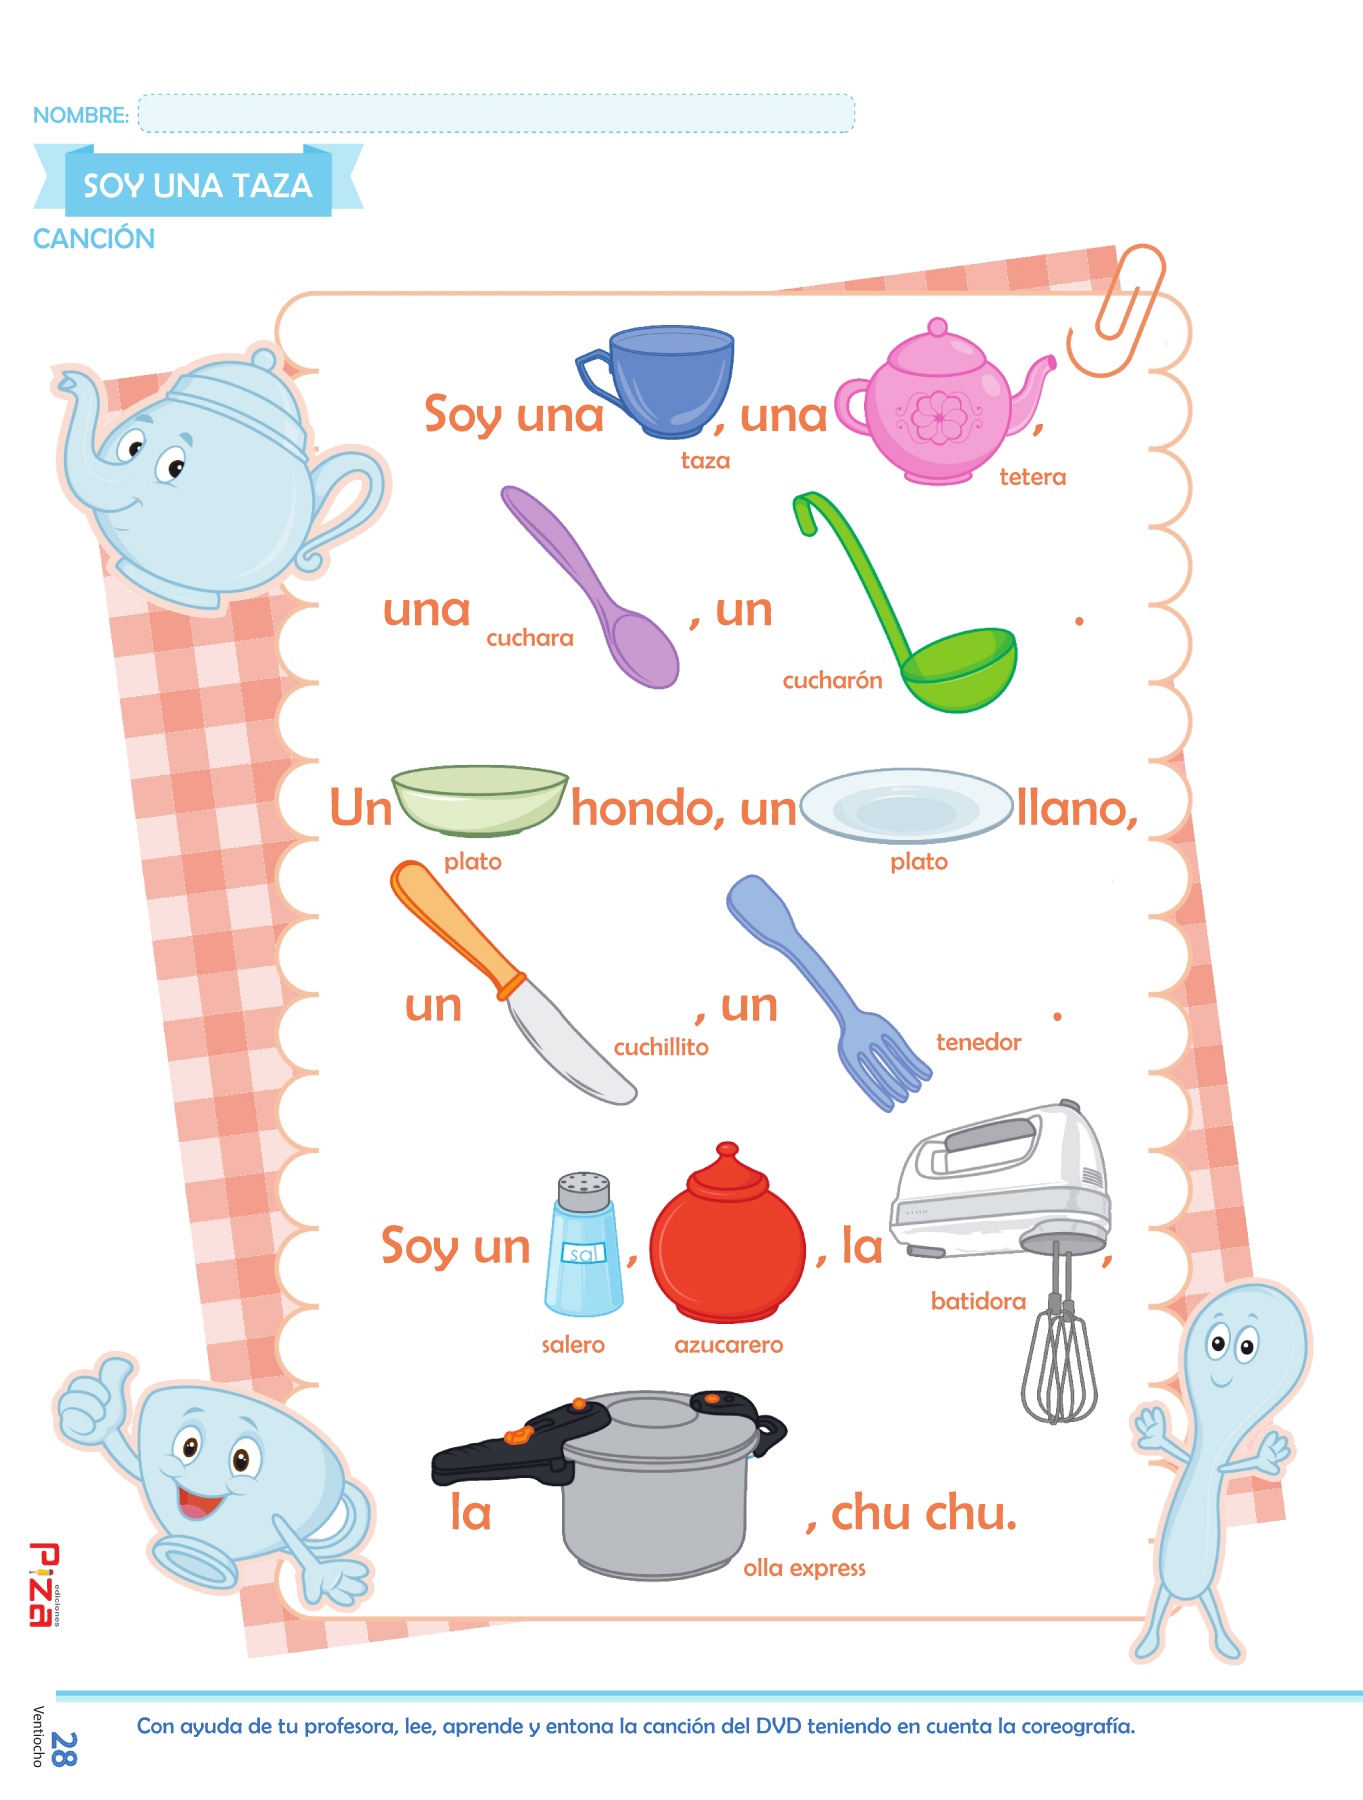 NOMBRE:
SOY UNA TAZA
CANCIÓN
Soy una , una ,
taza
tetera
una , un .
cuchara
cucharón
Un hondo, un llano,
plato plato
un , un .
cuchillito
tenedor
sal
Soy un , , la ,
batidora
salero azucarero
la , chu chu.
olla express
Piza
ediciones
Con ayuda de tu profesora, lee, aprende y entona la canción del DVD teniendo en cuenta la coreografía.
28
Ventiocho